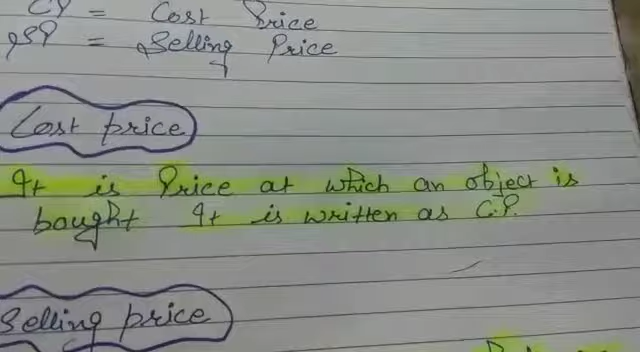 CP = Cost Price
SP = Selling Price
Cost price
It is Price at which an object is
bought It is written as C.P.
Selling price